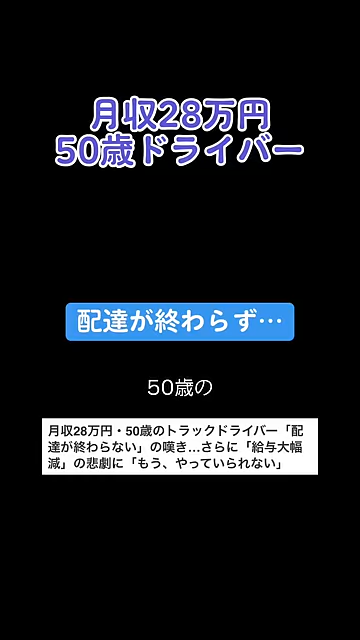 月収28万円
50歳ドライバー
配達が終わらず…
50歳の
月収28万円・50歳のトラックドライバー「配
達が終わらない」の嘆き…さらに「給与大幅
減」の悲劇に「もう、やっていられない」